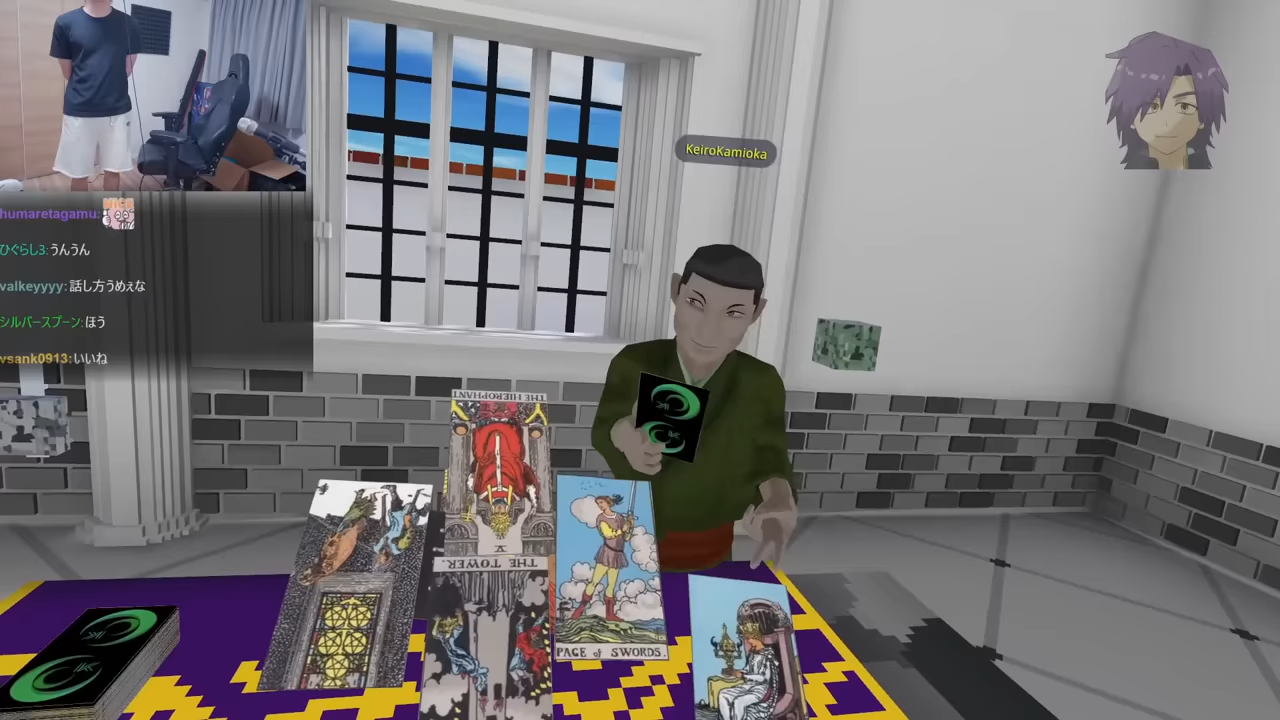 KeiroKamioka
humaretagamu:
NICE
ひぐらし3: うんうん
valkeyyyy: 話し方うめぇな
シルバースプーン: ほう
vsank0913: いいね
THE HIEROPHANT
V
THE TOWER.
PAGE of SWORDS.